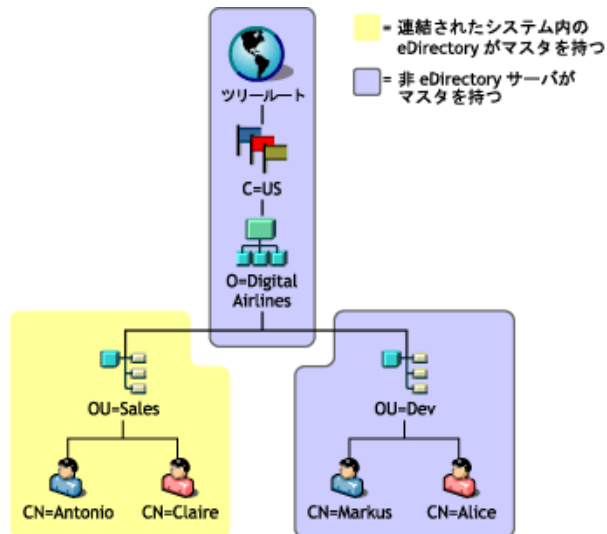 = 連結されたシステム内の
eDirectory がマスタを持つ
= 非 eDirectory サーバが
マスタを持つ
ツリールート
C=US
O=Digital
Airlines
OU=Sales
OU=Dev
CN=Antonio
CN=Claire
CN=Markus
CN=Alice